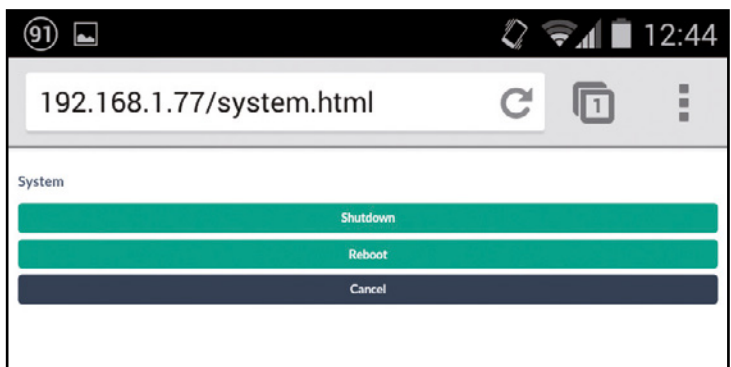 91 12:44
192.168.1.77/system.html 1
System
Shutdown
Reboot
Cancel